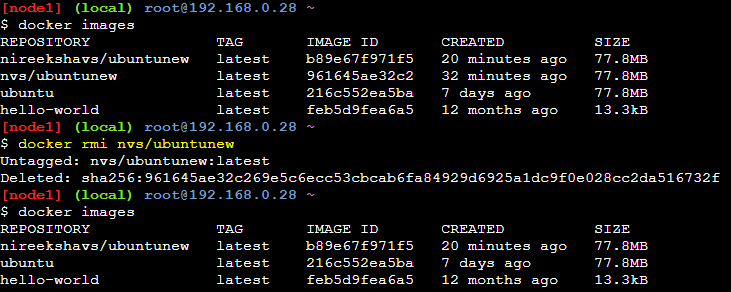 [node1] (local) root@192.168.0.28 ~
$ docker images
REPOSITORY TAG IMAGE ID CREATED SIZE
nireekshavs/ubuntunew latest b89e67f971f5 20 minutes ago 77.8MB
nvs/ubuntunew latest 961645ae32c2 32 minutes ago 77.8MB
ubuntu latest 216c552ea5ba 7 days ago 77.8MB
hello-world latest feb5d9fea6a5 12 months ago 13.3kB
[node1] (local) root@192.168.0.28 ~
$ docker rmi nvs/ubuntunew
Untagged: nvs/ubuntunew:latest
Deleted: sha256:961645ae32c269e5c6ecc53cbcab6fa84929d6925a1dc9f0e028cc2da516732f
[node1] (local) root@192.168.0.28 ~
$ docker images
REPOSITORY TAG IMAGE ID CREATED SIZE
nireekshavs/ubuntunew latest b89e67f971f5 20 minutes ago 77.8MB
ubuntu latest 216c552ea5ba 7 days ago 77.8MB
hello-world latest feb5d9fea6a5 12 months ago 13.3kB